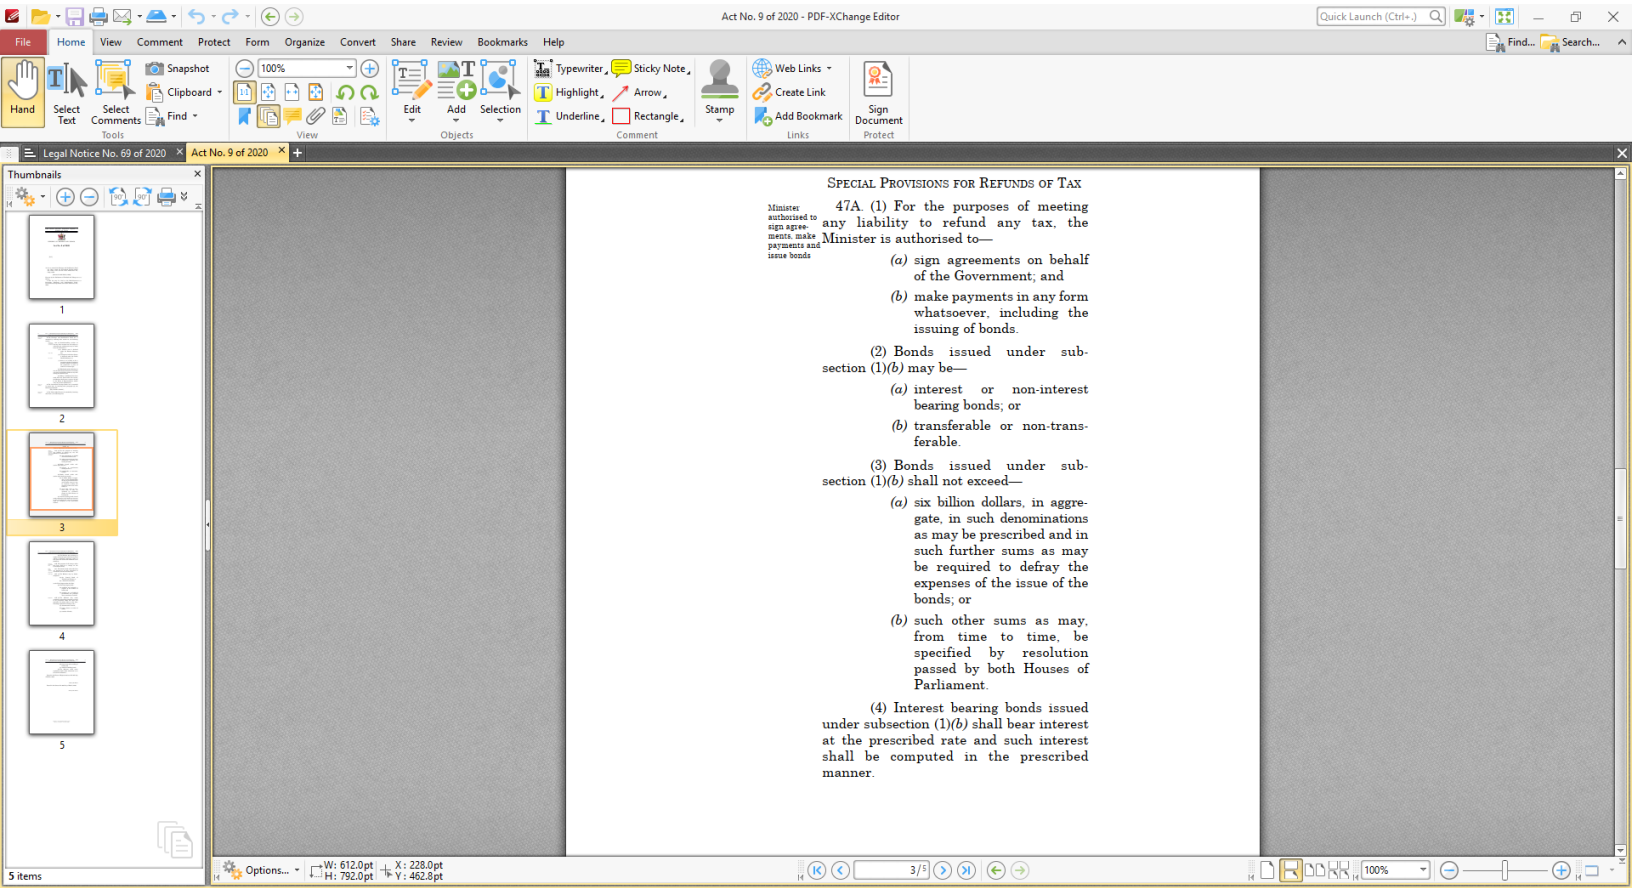 Act No. 9 of 2020 - PDF-XChange Editor
Quick Launch (Ctrl+.)
File Home View Comment Protect Form Organize Convert Share Review Bookmarks Help
Find... Search...
Hand
Select Text
Select Comments
Snapshot
Clipboard
Find
Tools
100%
View
Edit
Add
Selection
Objects
Typewriter
Highlight
Underline
Sticky Note
Arrow
Rectangle
Comment
Stamp
Web Links
Create Link
Add Bookmark
Links
Sign Document
Protect
Legal Notice No. 69 of 2020
Act No. 9 of 2020
Thumbnails
1
2
3
4
5
5 items
SPECIAL PROVISIONS FOR REFUNDS OF TAX
Minister
authorised to
sign agree-
ments, make
payments and
issue bonds
47A. (1) For the purposes of meeting
any liability to refund any tax, the
Minister is authorised to—
(a) sign agreements on behalf
of the Government; and
(b) make payments in any form
whatsoever, including the
issuing of bonds.
(2) Bonds issued under sub-
section (1)(b) may be—
(a) interest or non-interest
bearing bonds; or
(b) transferable or non-trans-
ferable.
(3) Bonds issued under sub-
section (1)(b) shall not exceed—
(a) six billion dollars, in aggre-
gate, in such denominations
as may be prescribed and in
such further sums as may
be required to defray the
expenses of the issue of the
bonds; or
(b) such other sums as may,
from time to time, be
specified by resolution
passed by both Houses of
Parliament.
(4) Interest bearing bonds issued
under subsection (1)(b) shall bear interest
at the prescribed rate and such interest
shall be computed in the prescribed
manner.
Options...
W: 612.0pt
H: 792.0pt
X: 228.0pt
Y: 462.8pt
3/5
100%